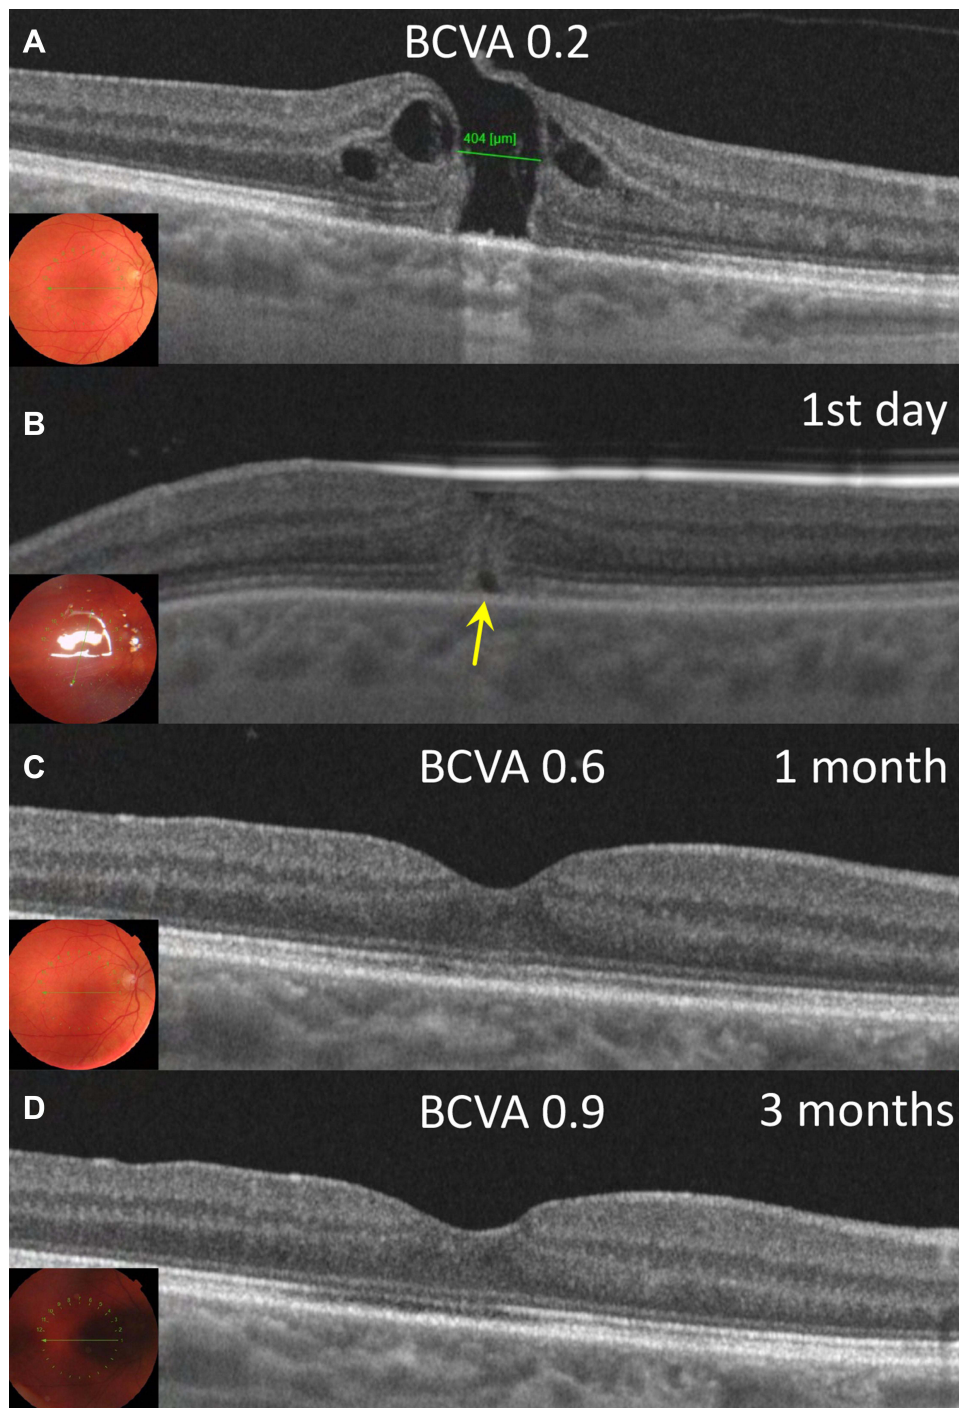 A
BCVA 0.2
404 [µm]
B
1st day
C
BCVA 0.6
1 month
D
BCVA 0.9
3 months